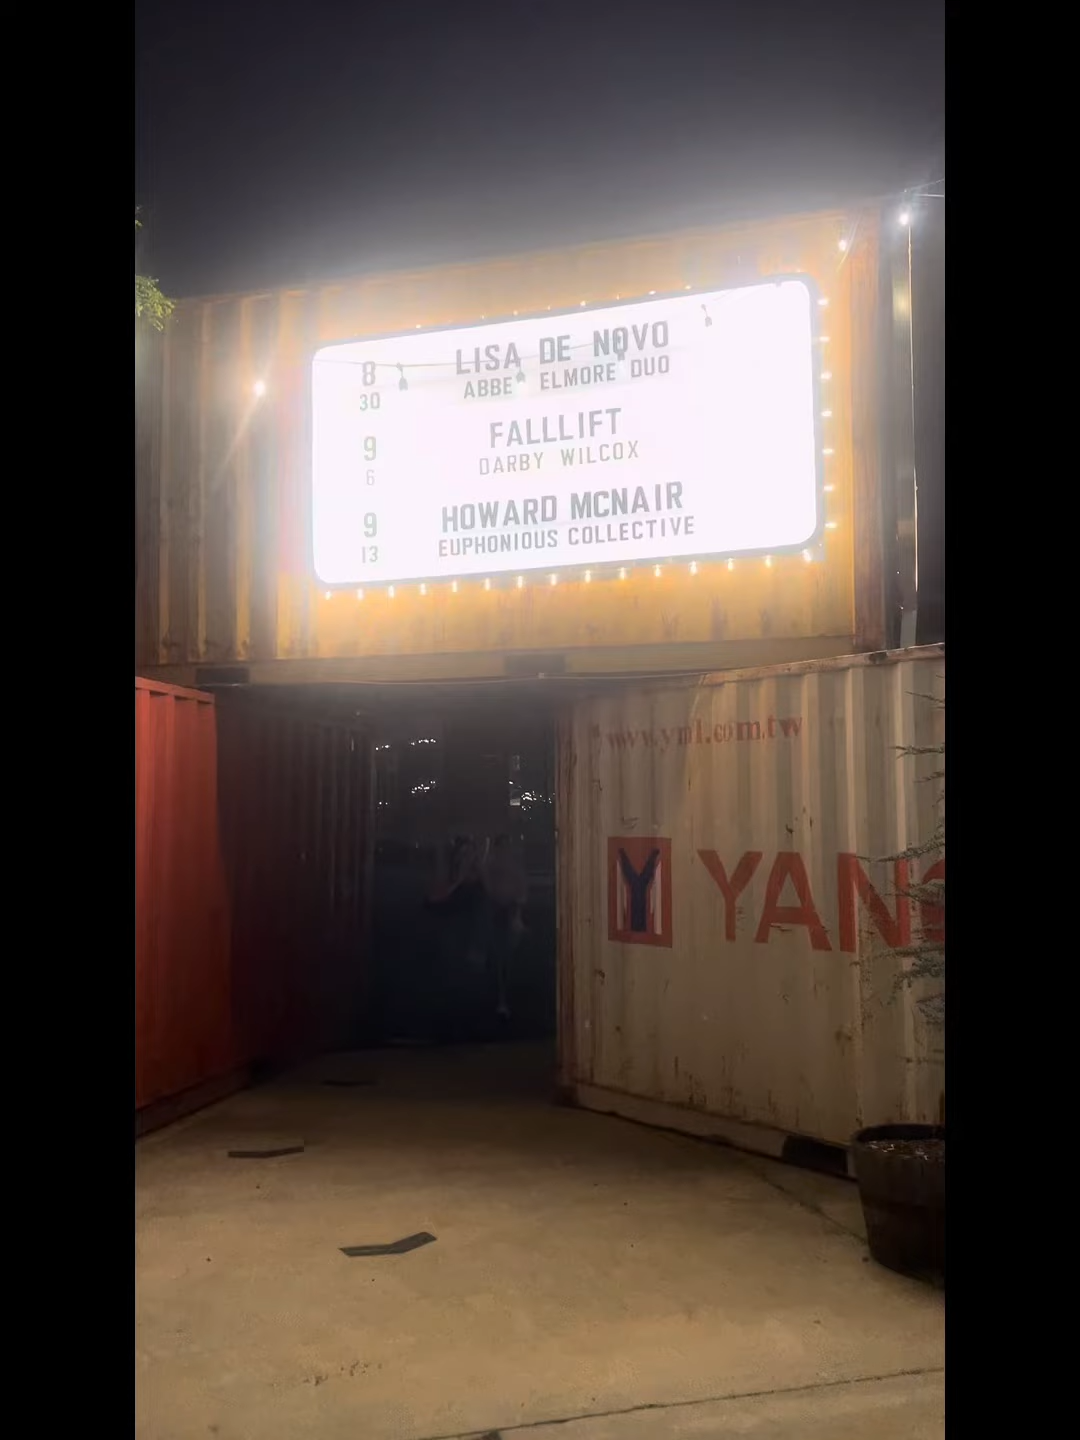 8 LISA DE NOVO
30 ABBE ELMORE DUO
9 FALLLIFT
6 DARBY WILCOX
9 HOWARD MCNAIR
13 EUPHONIOUS COLLECTIVE
www.yml.com.tw
Y YANG